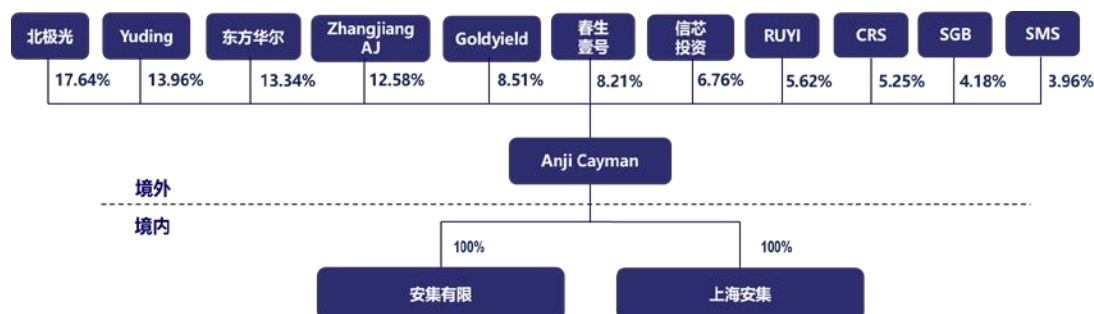 北极光
Yuding
东方华尔
Zhangjiang
AJ
Goldyield
春生
壹号
信芯
投资
RUYI
CRS
SGB
SMS
17.64%
13.96%
13.34%
12.58%
8.51%
8.21%
6.76%
5.62%
5.25%
4.18%
3.96%
Anji Cayman
境外
境内
100%
100%
安集有限
上海安集